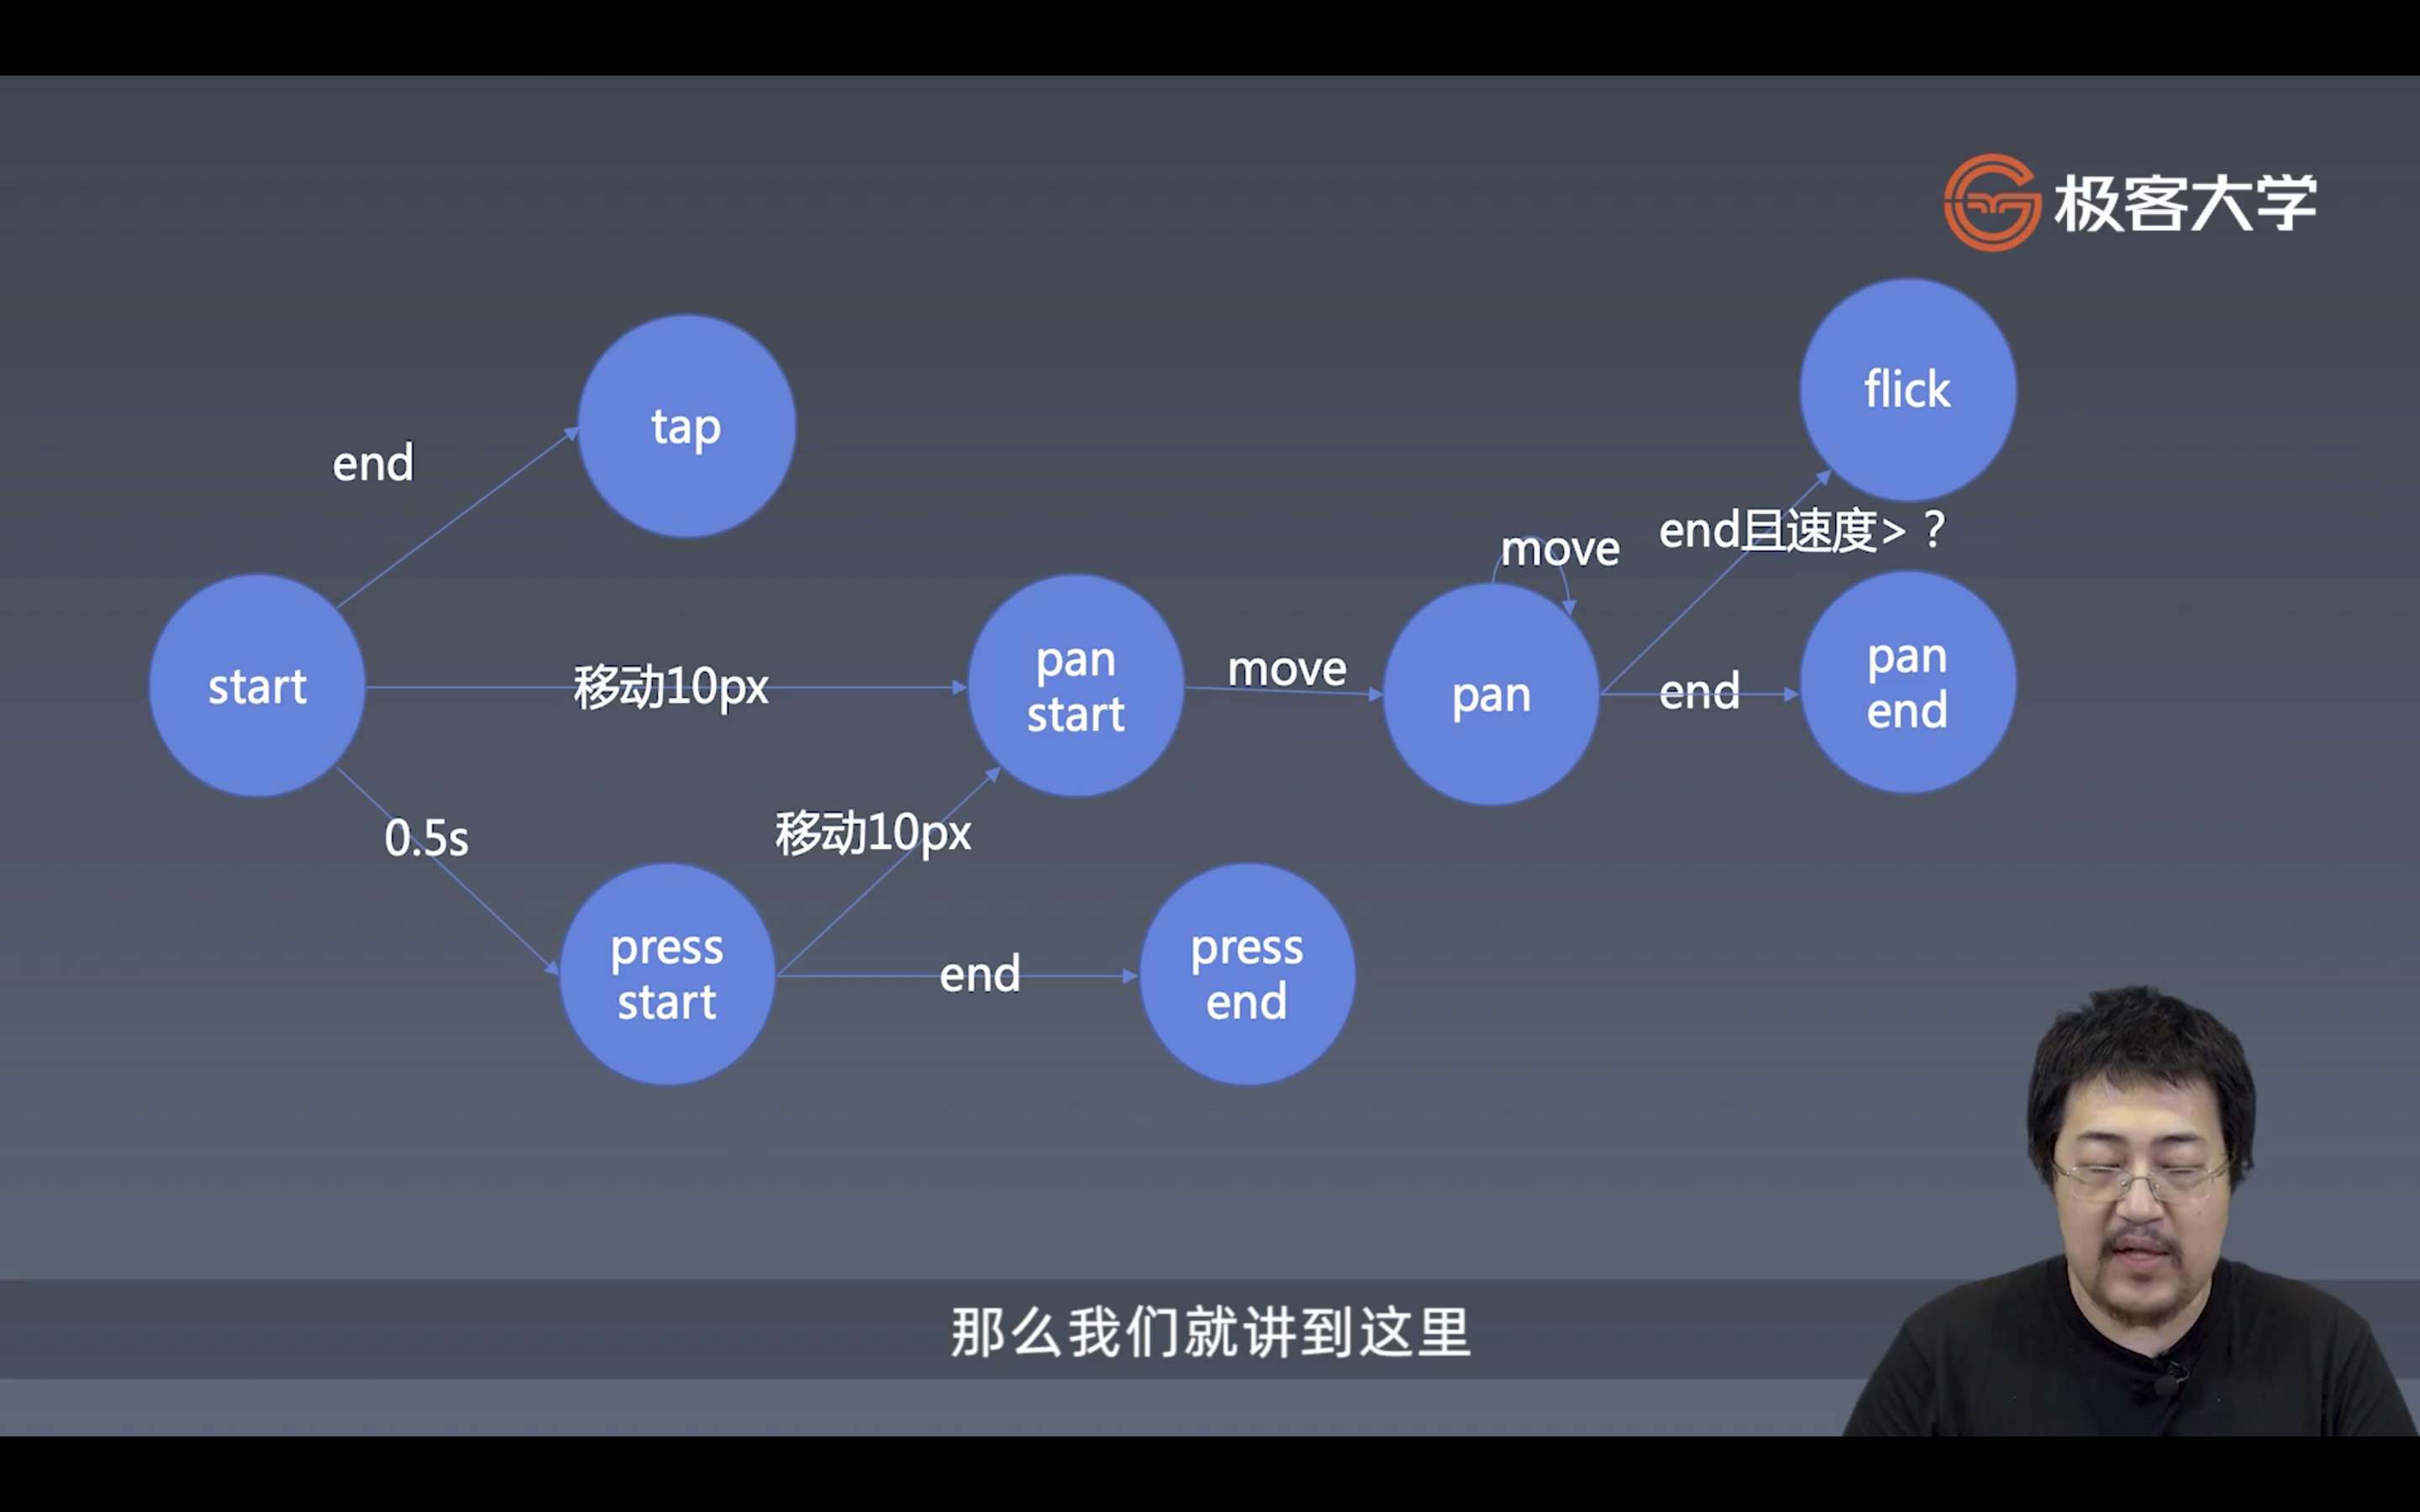 极客大学
flick
tap
end
end且速度>？
move
start
移动10px
pan
start
move
pan
end
pan
end
0.5s
移动10px
press
start
end
press
end
那么我们就讲到这里